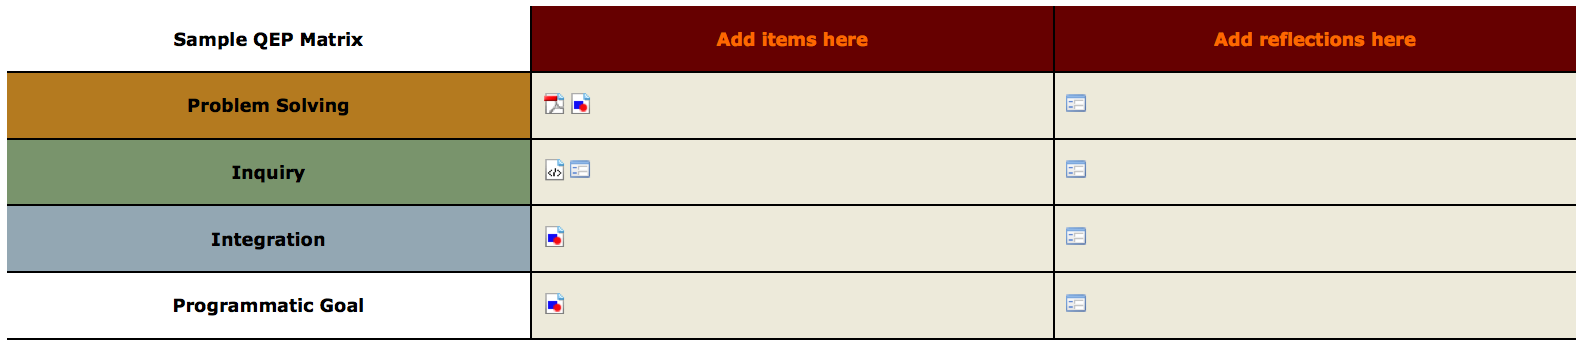 Sample QEP Matrix
Add items here
Add reflections here
Problem Solving
Inquiry
Integration
Programmatic Goal